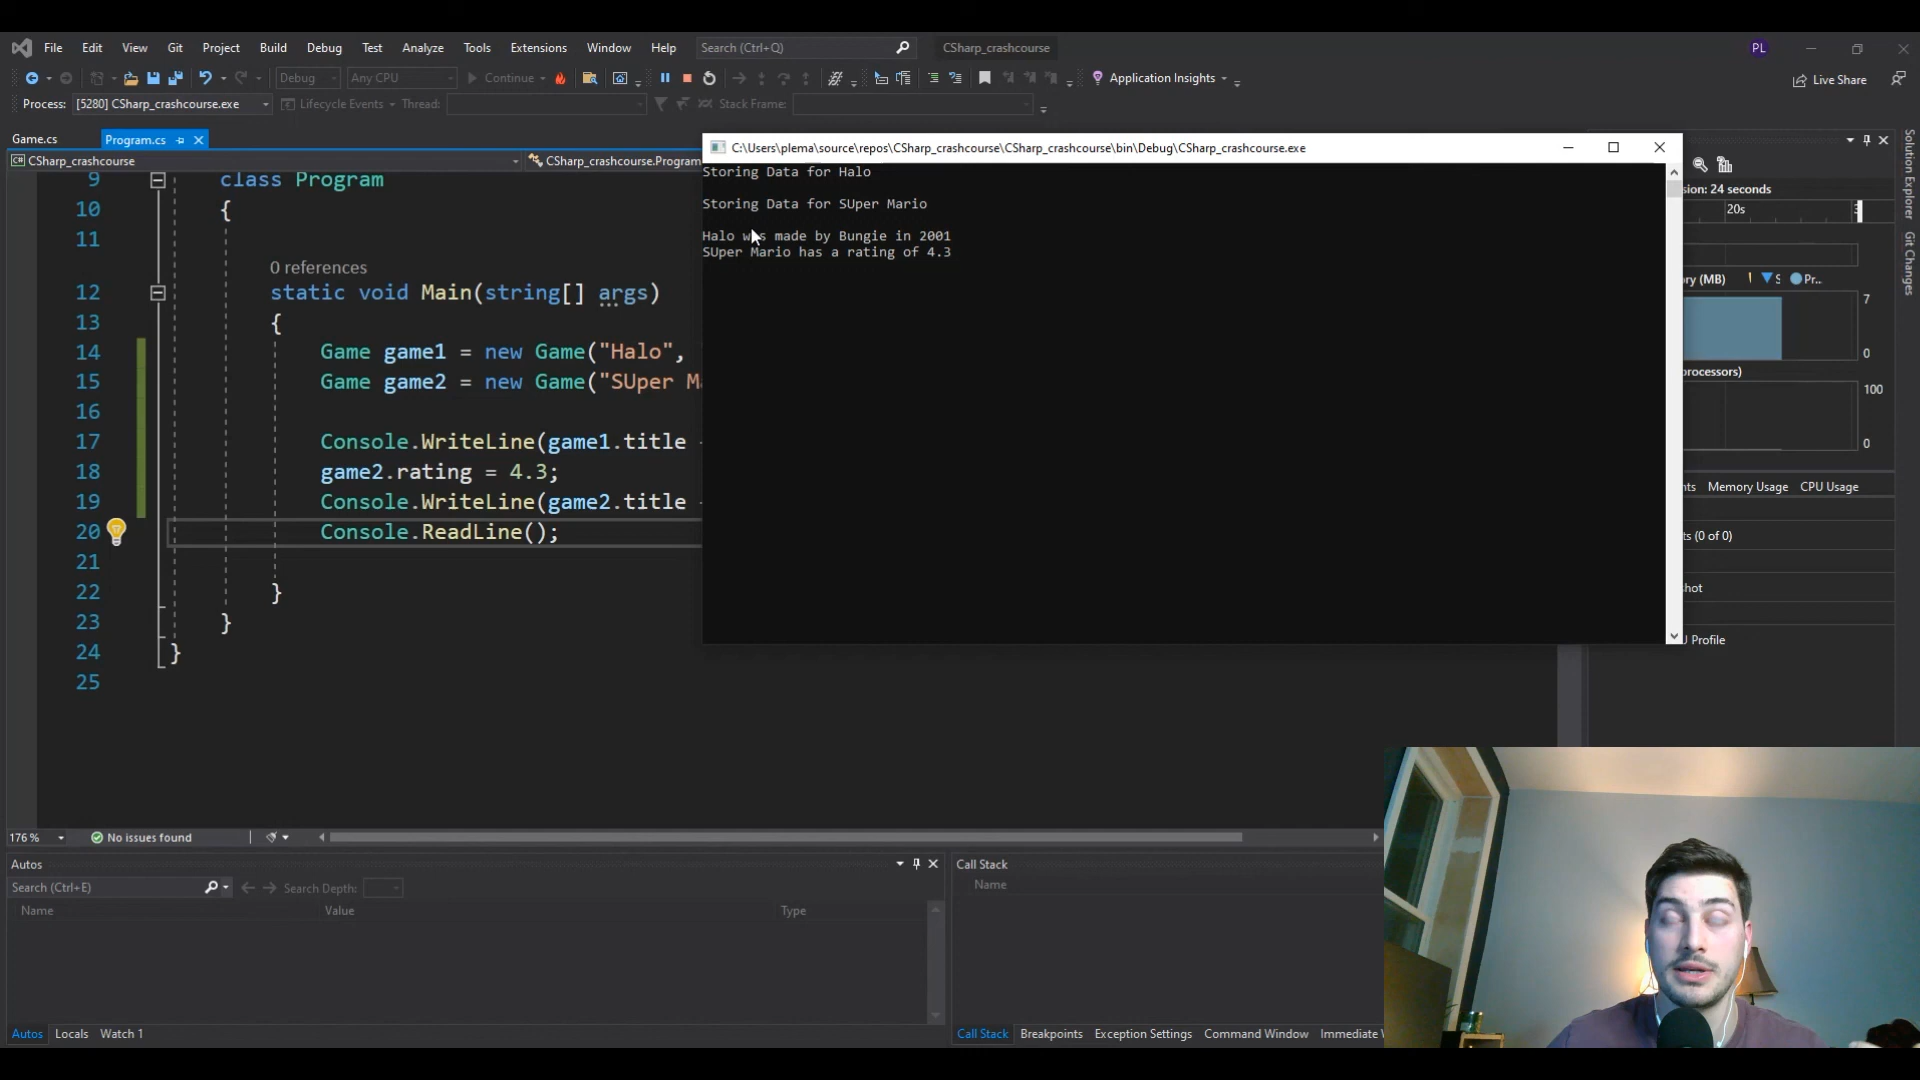 File Edit View Git Project Build Debug Test Analyze Tools Extensions Window Help Search (Ctrl+Q) CSharp_crashcourse PL
Debug Any CPU Continue Application Insights Live Share
Process: [5280] CSharp_crashcourse.exe Lifecycle Events Thread: Stack Frame:
Game.cs Program.cs
CSharp_crashcourse CSharp_crashcourse.Program
C:\Users\plema\source\repos\CSharp_crashcourse\CSharp_crashcourse\bin\Debug\CSharp_crashcourse.exe
Storing Data for Halo
Storing Data for SUper Mario
Halo was made by Bungie in 2001
SUper Mario has a rating of 4.3
9 class Program
10 {
11
0 references
12 static void Main(string[] args)
13 {
14 Game game1 = new Game("Halo",
15 Game game2 = new Game("SUper Ma
16
17 Console.WriteLine(game1.title
18 game2.rating = 4.3;
19 Console.WriteLine(game2.title
20 Console.ReadLine();
21
22 }
23 }
24 }
25
sion: 24 seconds
20s
ry (MB) S Pr...
7
0
processors)
100
0
nts Memory Usage CPU Usage
ts (0 of 0)
shot
U Profile
Solution Explorer
Git Changes
176 % No issues found
Autos
Search (Ctrl+E) Search Depth:
Name Value Type
Call Stack
Name
Autos Locals Watch 1
Call Stack Breakpoints Exception Settings Command Window Immediate W